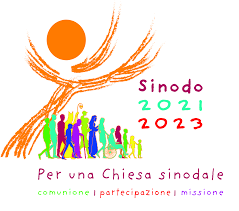 Sinodo
2021
2023
Per una Chiesa sinodale
comunione | partecipazione | missione